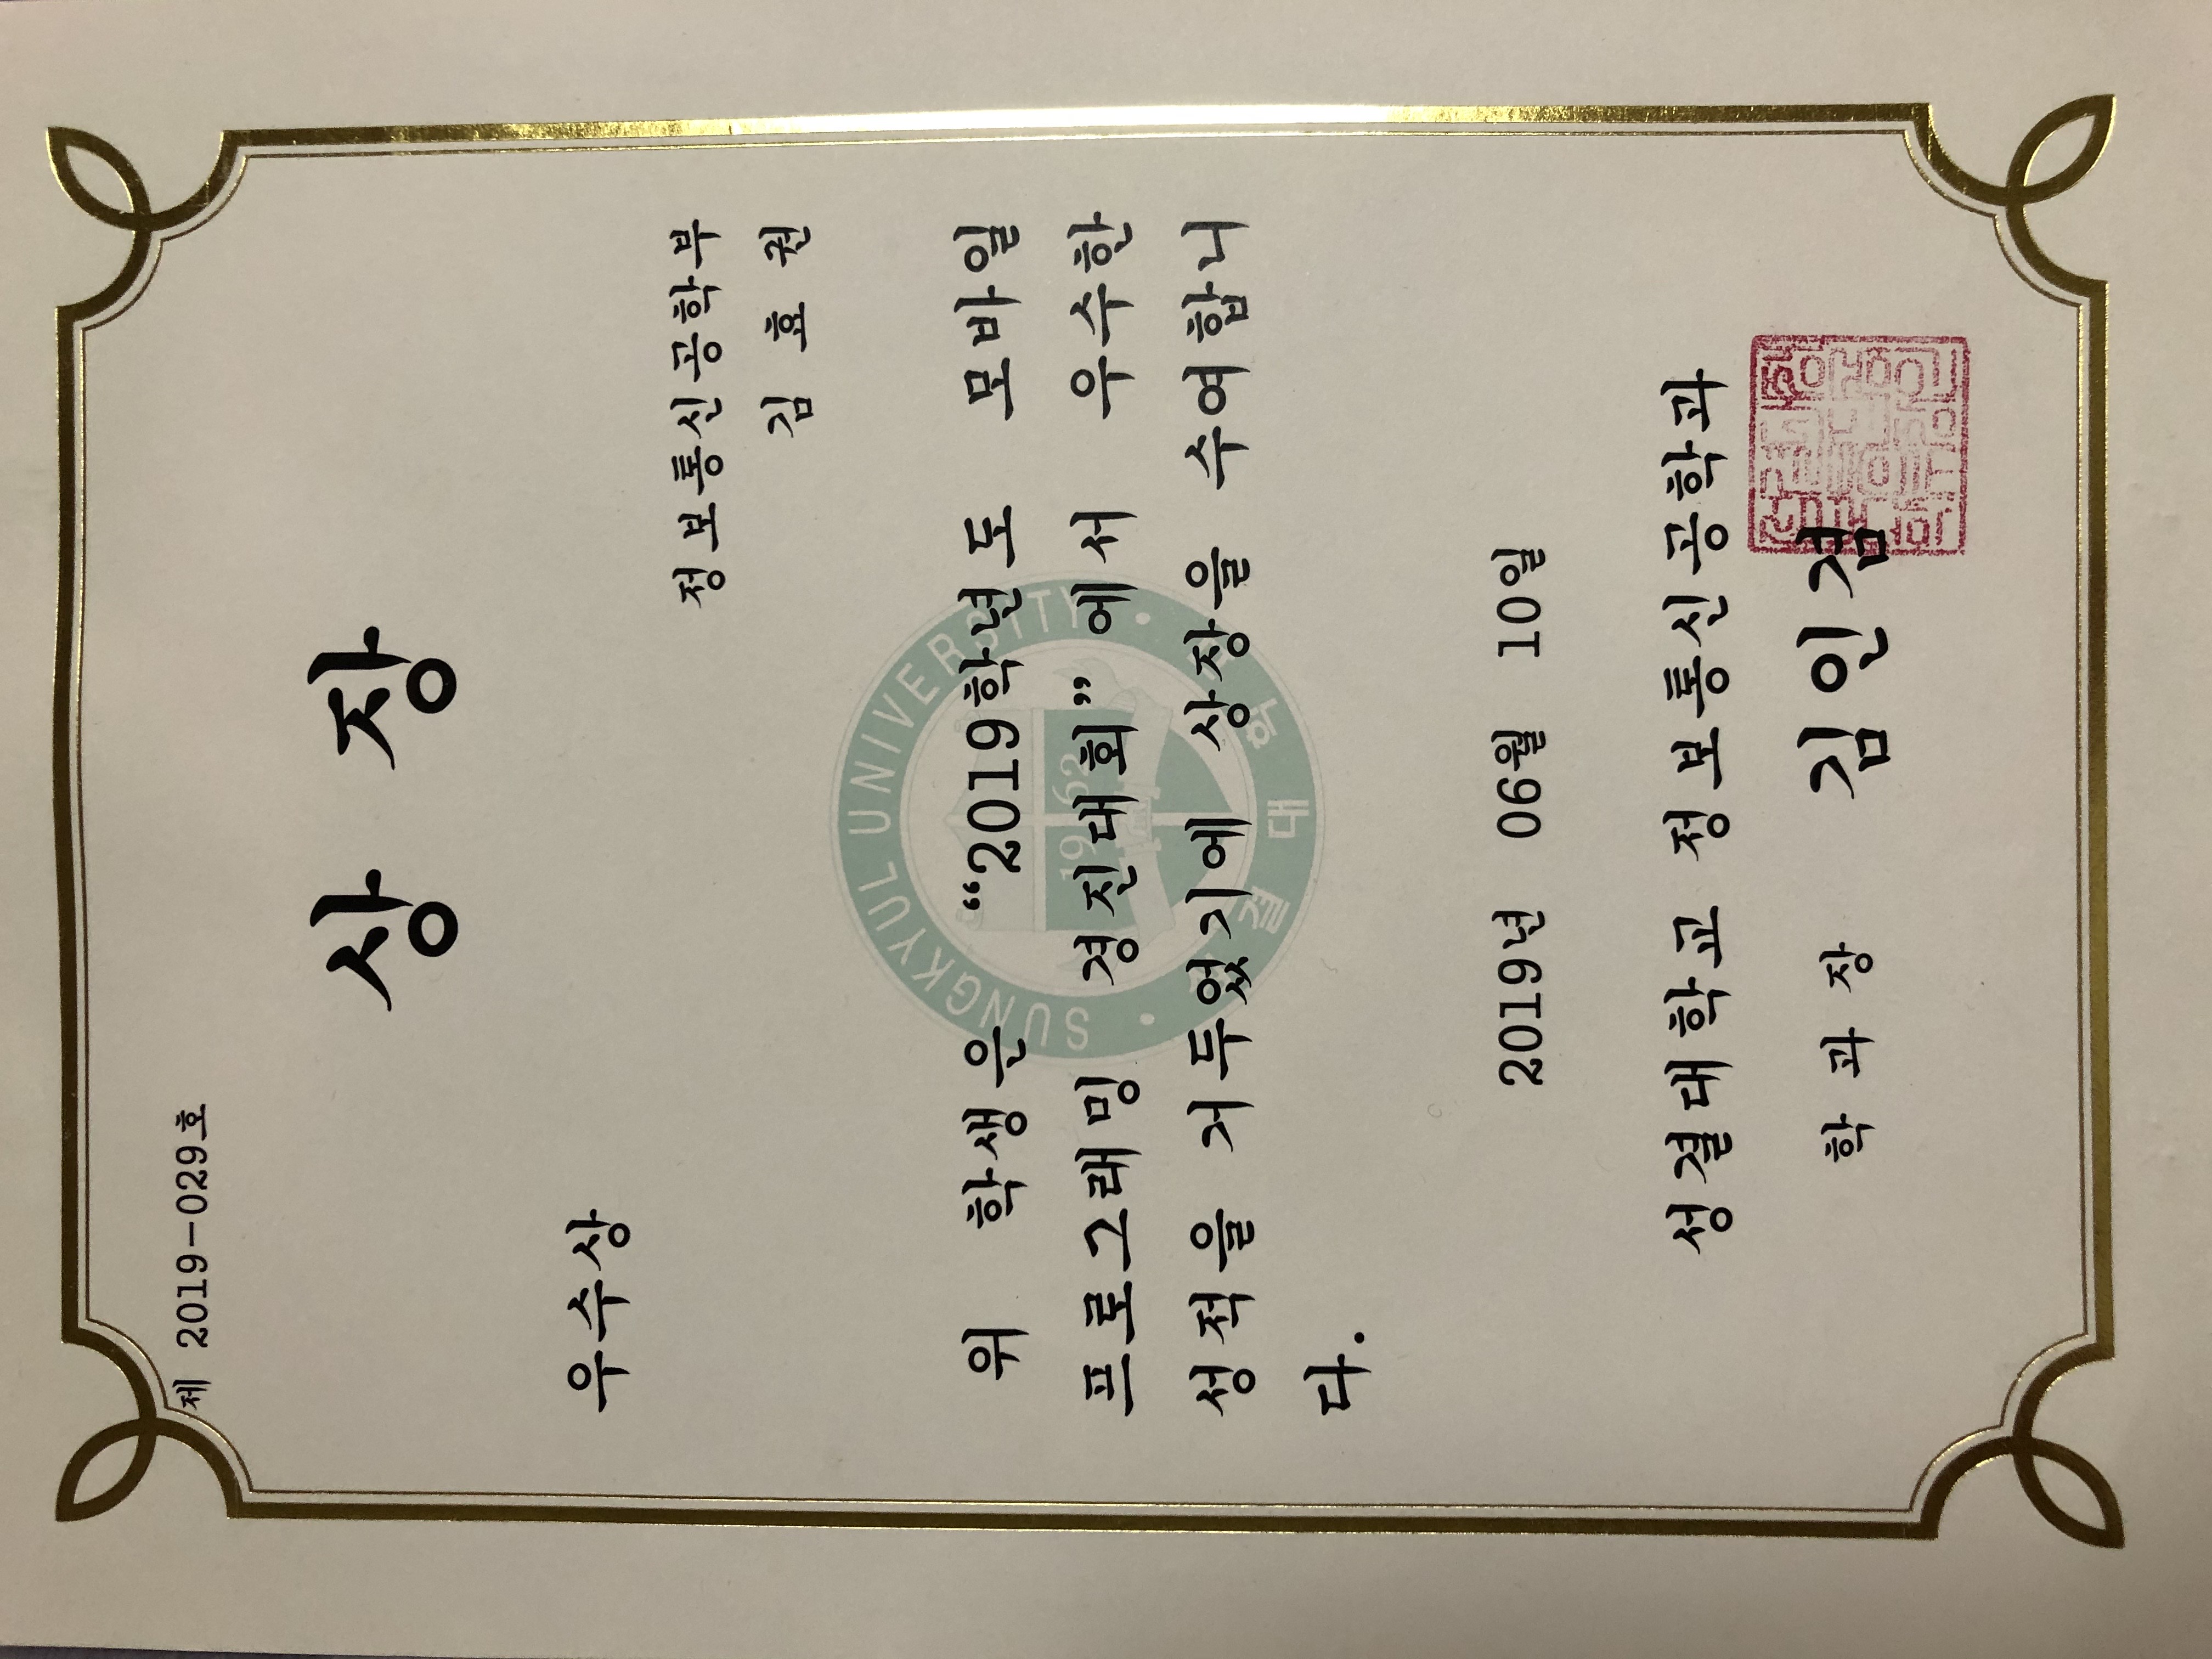 제 2019-029호
상 장
우수상
정보통신공학부
김 효 권
SUNGKYUL UNIVERSITY
1962
결 대 학
위 학생은 “2019학년도 모바일
프로그래밍 경진대회”에서 우수한
성적을 거두었기에 상장을 수여합니
다.
2019년 06월 10일
성결대학교 정보통신공학과
학 과 장 김인겸